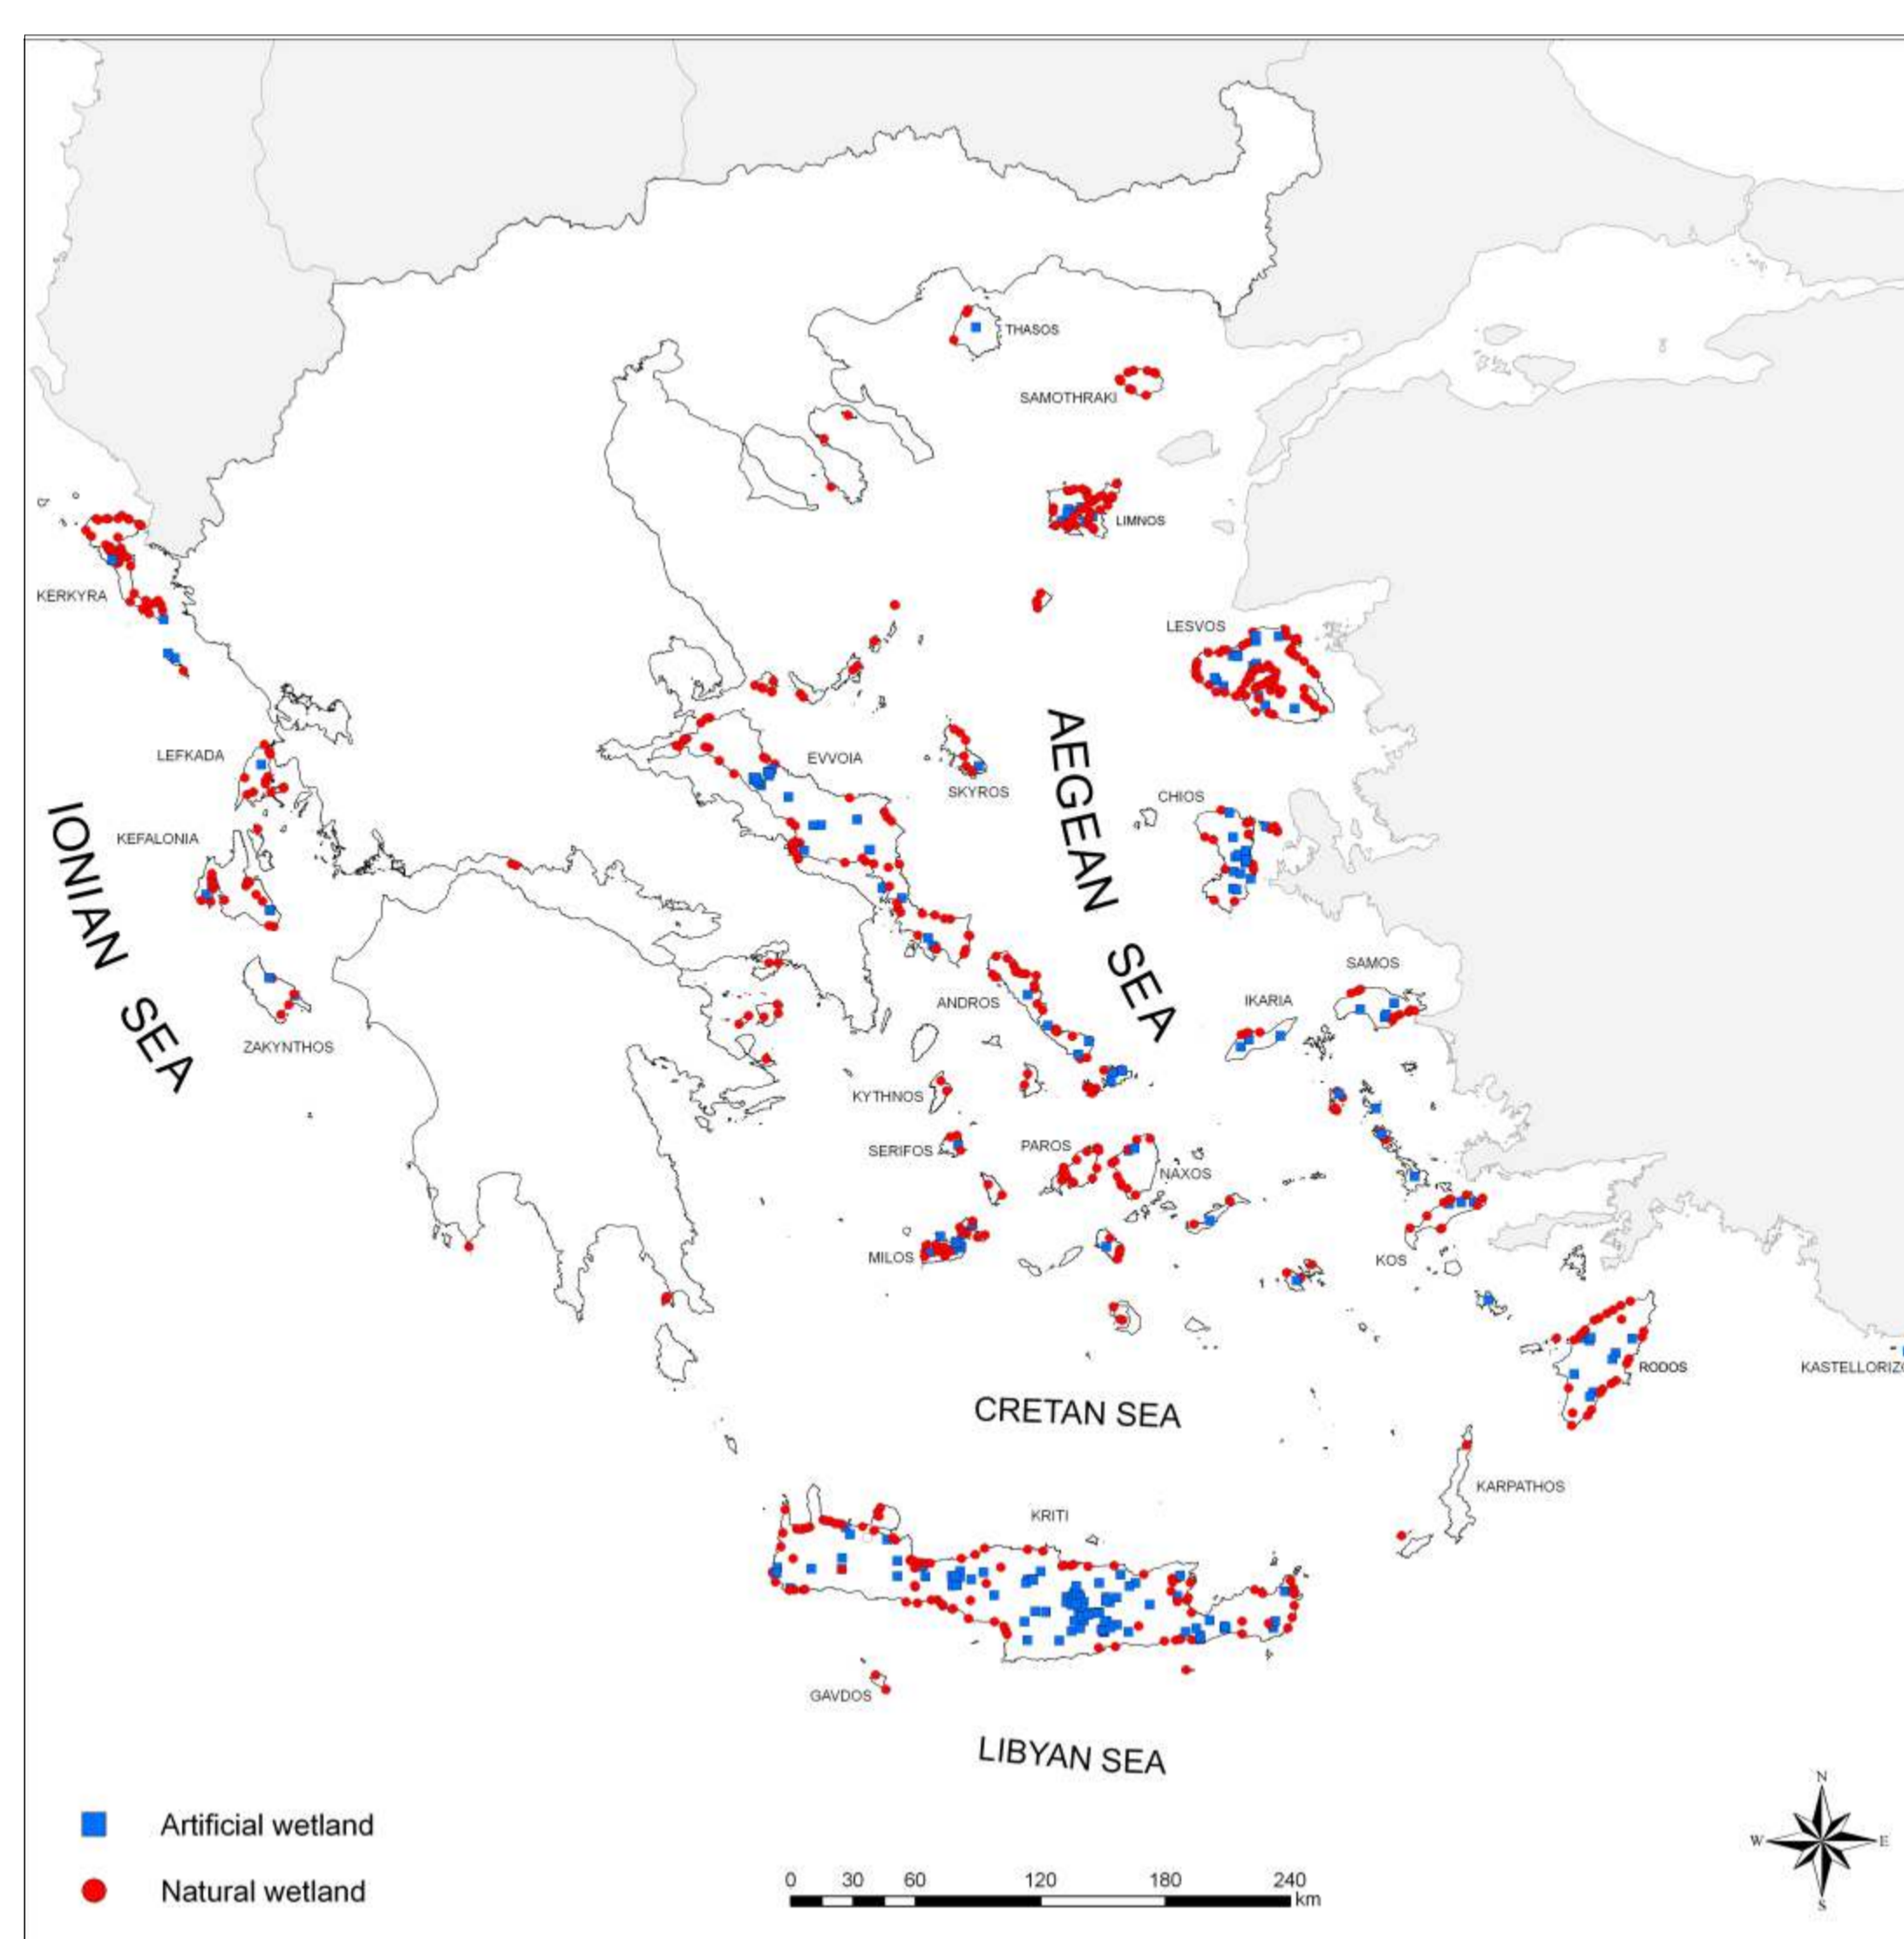 THASOS
SAMOTHRAKI
LIMNOS
KERKYRA
LESVOS
LEFKADA
EVVOIA
SKYROS
AEGEAN SEA
CHIOS
KEFALONIA
IONIAN SEA
SAMOS
ANDROS
IKARIA
ZAKYNTHOS
KYTHNOS
SERIFOS
PAROS
NAXOS
MILOS
KOS
RODOS
KASTELLORIZ
CRETAN SEA
KARPATHOS
KRITI
GAVDOS
LIBYAN SEA
N
W
E
S
Artificial wetland
Natural wetland
0 30 60 120 180 240
km